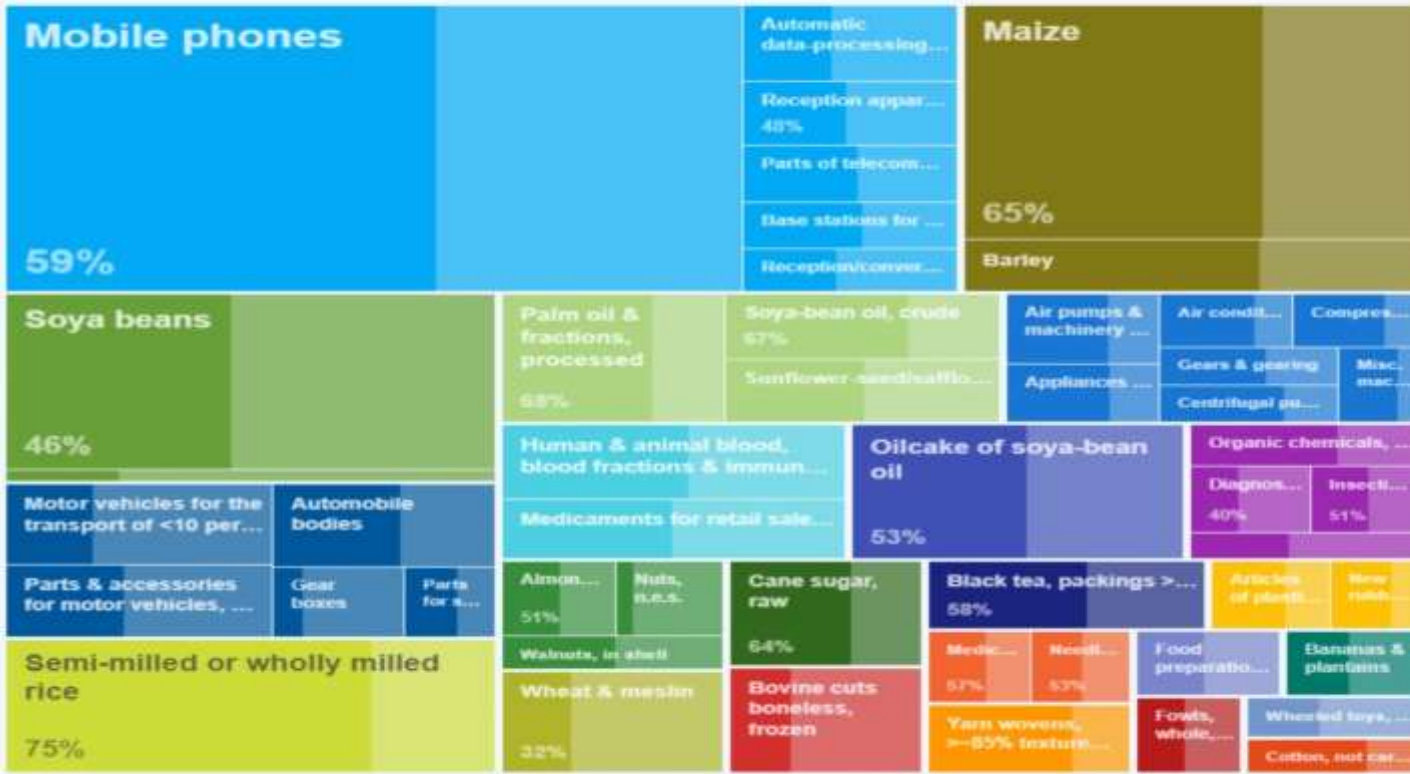 Mobile phones
59%
Automatic
data-processing...
Reception appar...
48%
Parts of telecom...
Base stations for ...
Reception/conver...
Maize
65%
Barley
Soya beans
46%
Palm oil &
fractions,
processed
68%
Soya-bean oil, crude
67%
Sunflower-seed/safflo...
Air pumps &
machinery ...
Appliances ...
Air condit...
Compres...
Gears & gearing
Centrifugal pu...
Misc.
mac...
Motor vehicles for the
transport of <10 per...
Automobile
bodies
Parts & accessories
for motor vehicles, ...
Gear
boxes
Parts
for s...
Human & animal blood,
blood fractions & immun...
Medicaments for retail sale...
Oilcake of soya-bean
oil
53%
Organic chemicals, ...
Diagnos...
40%
Insecti...
51%
Semi-milled or wholly milled
rice
75%
Almon...
51%
Nuts,
n.e.s.
Walnuts, in shell
Wheat & meslin
32%
Cane sugar,
raw
64%
Bovine cuts
boneless,
frozen
Black tea, packings >...
58%
Articles
of plasti...
New
rubb...
Medic...
57%
Needl...
53%
Yarn wovens,
>=85% texture...
Food
preparatio...
Bananas &
plantains
Fowls,
whole,...
Wheeled toys, ...
Cotton, not car...